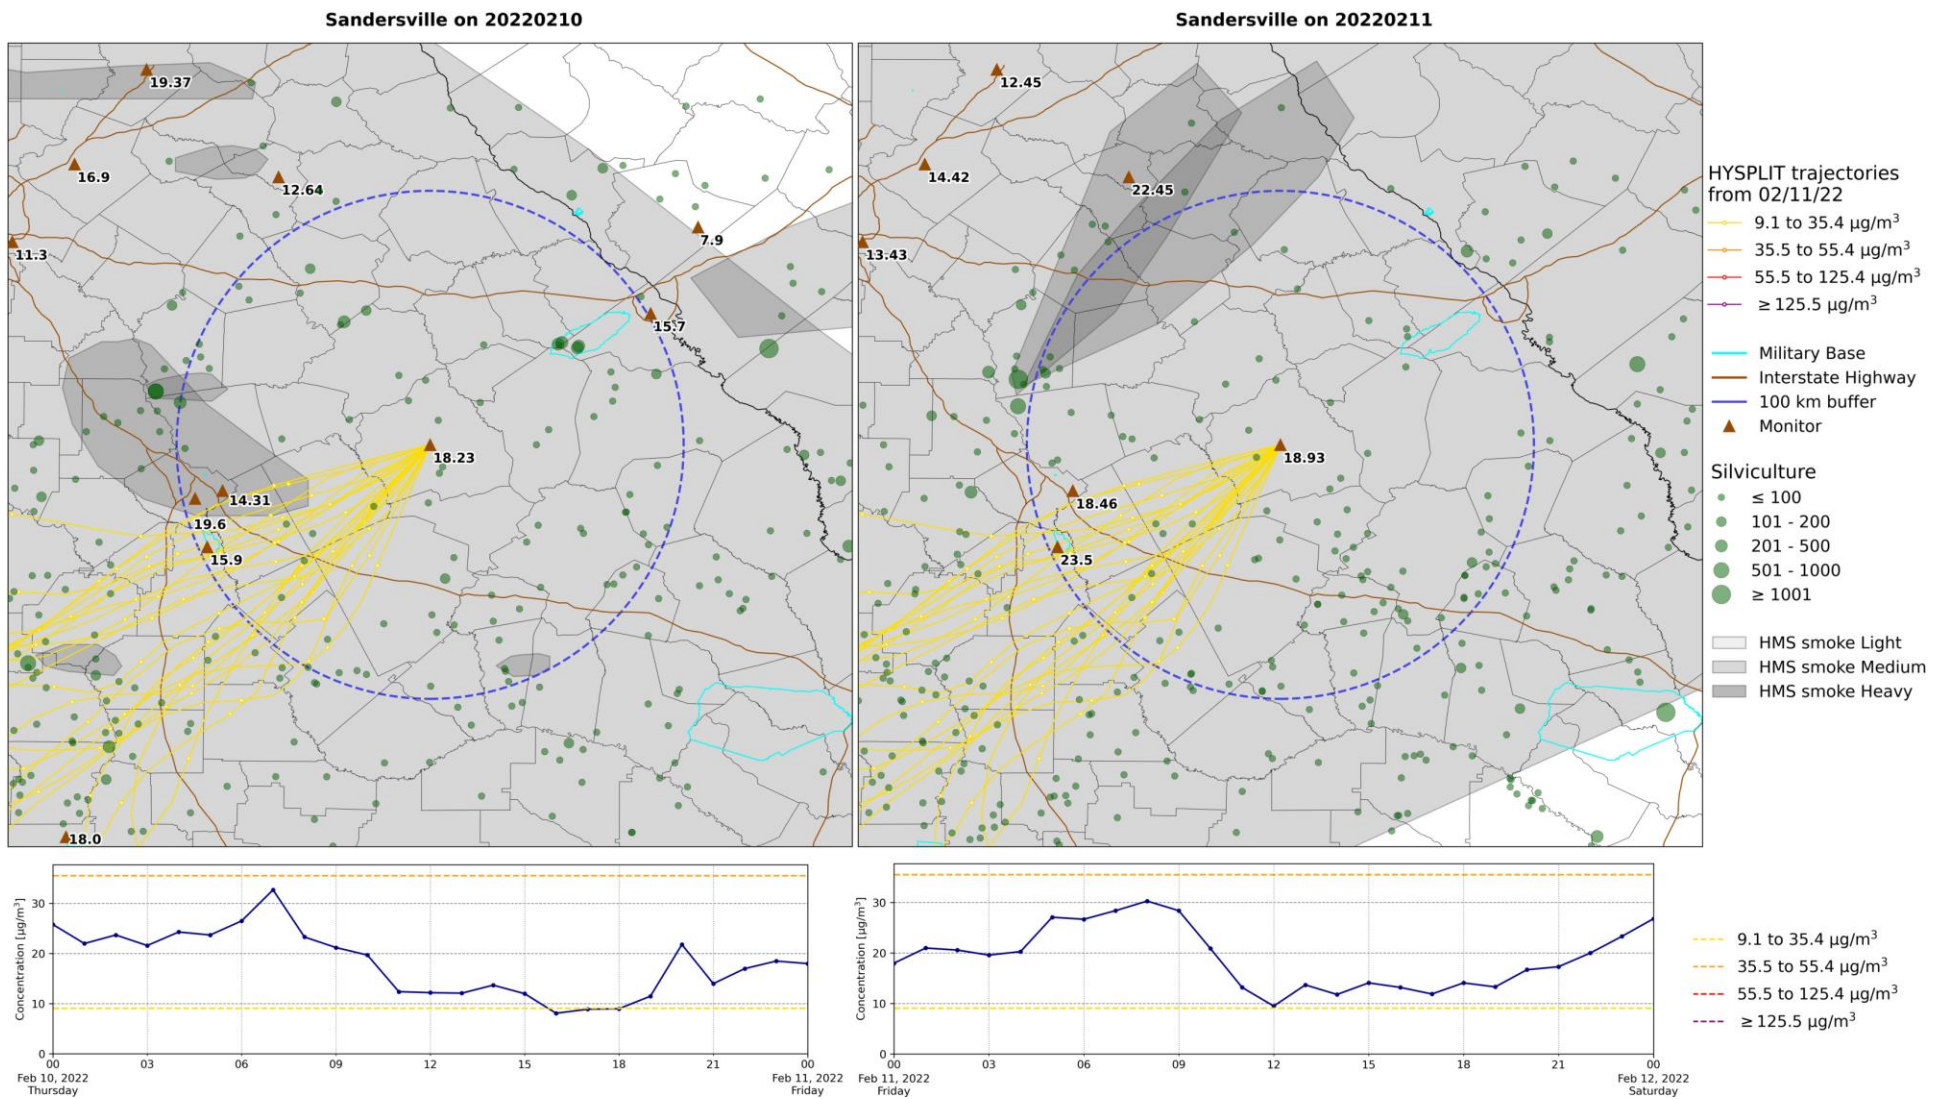 Sandersville on 20220210
19.37
16.9
12.64
11.3
7.9
15.7
18.23
14.31
19.6
15.9
18.0
Sandersville on 20220211
12.45
14.42
22.45
13.43
18.93
18.46
23.5
HYSPLIT trajectories
from 02/11/22
9.1 to 35.4 µg/m³
35.5 to 55.4 µg/m³
55.5 to 125.4 µg/m³
≥ 125.5 µg/m³
Military Base
Interstate Highway
100 km buffer
Monitor
Silviculture
≤ 100
101 - 200
201 - 500
501 - 1000
≥ 1001
HMS smoke Light
HMS smoke Medium
HMS smoke Heavy
Concentration [µg/m³]
30
20
10
0
00 03 06 09 12 15 18 21 00
Feb 10, 2022 Feb 11, 2022
Thursday Friday
Concentration [µg/m³]
30
20
10
0
00 03 06 09 12 15 18 21 00
Feb 11, 2022 Feb 12, 2022
Friday Saturday
9.1 to 35.4 µg/m³
35.5 to 55.4 µg/m³
55.5 to 125.4 µg/m³
≥ 125.5 µg/m³